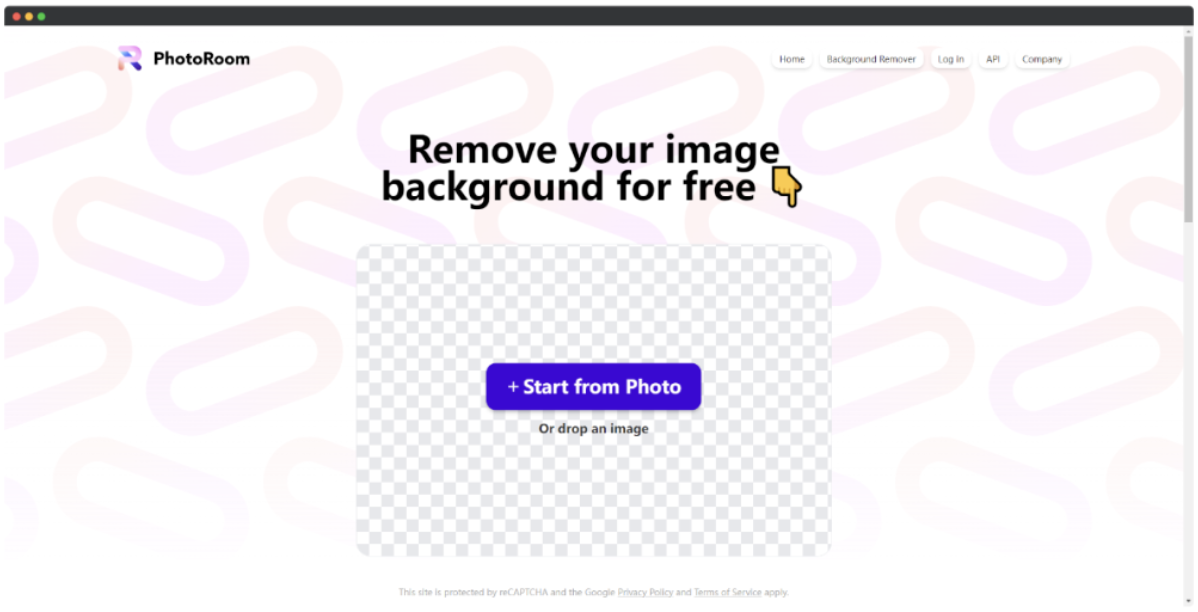 PhotoRoom
Home Background Remover Log In API Company
Remove your image
background for free 👇
+ Start from Photo
Or drop an image
This site is protected by reCAPTCHA and the Google Privacy Policy and Terms of Service apply.